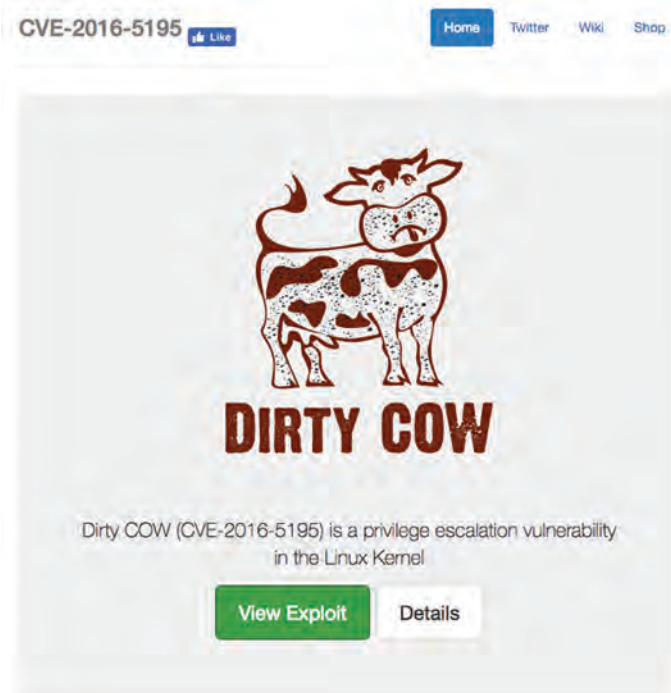 CVE-2016-5195 Like Home Twitter Wiki Shop
DIRTY COW
Dirty COW (CVE-2016-5195) is a privilege escalation vulnerability
in the Linux Kernel
View Exploit Details